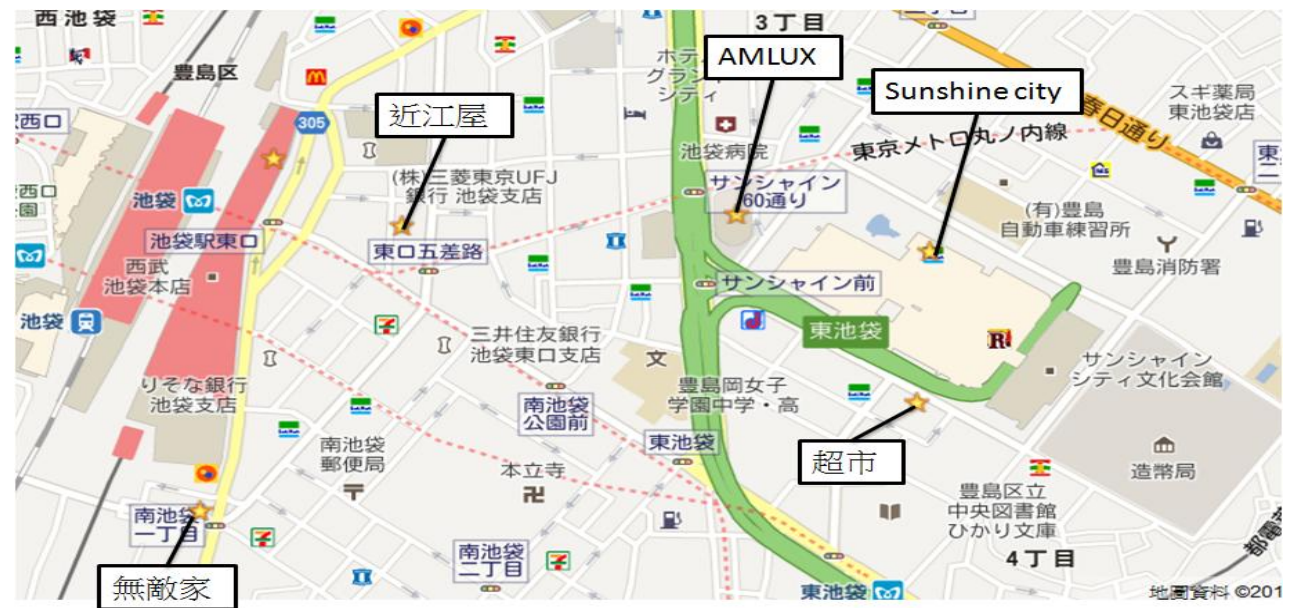 西池袋
3丁目
ホテル
グランド
シティ
AMLUX
豊島区
Sunshine city
スギ薬局
東池袋店
春日通り
近江屋
305
池袋病院
東京メトロ丸ノ内線
(株)三菱東京UFJ
銀行 池袋支店
サンシャイン
60通り
池袋
(有)豊島
自動車練習所
池袋駅東口
東口五差路
豊島消防署
西武
池袋本店
サンシャイン前
池袋
三井住友銀行
池袋東口支店
文
東池袋
サンシャイン
シティ文化会館
りそな銀行
池袋支店
豊島岡女子
学園中学・高
南池袋
公園前
東池袋
超市
南池袋
郵便局
本立寺
造幣局
豊島区立
中央図書館
ひかり文庫
南池袋
一丁目
南池袋
二丁目
4丁目
無敵家
東池袋
地圖資料 ©201